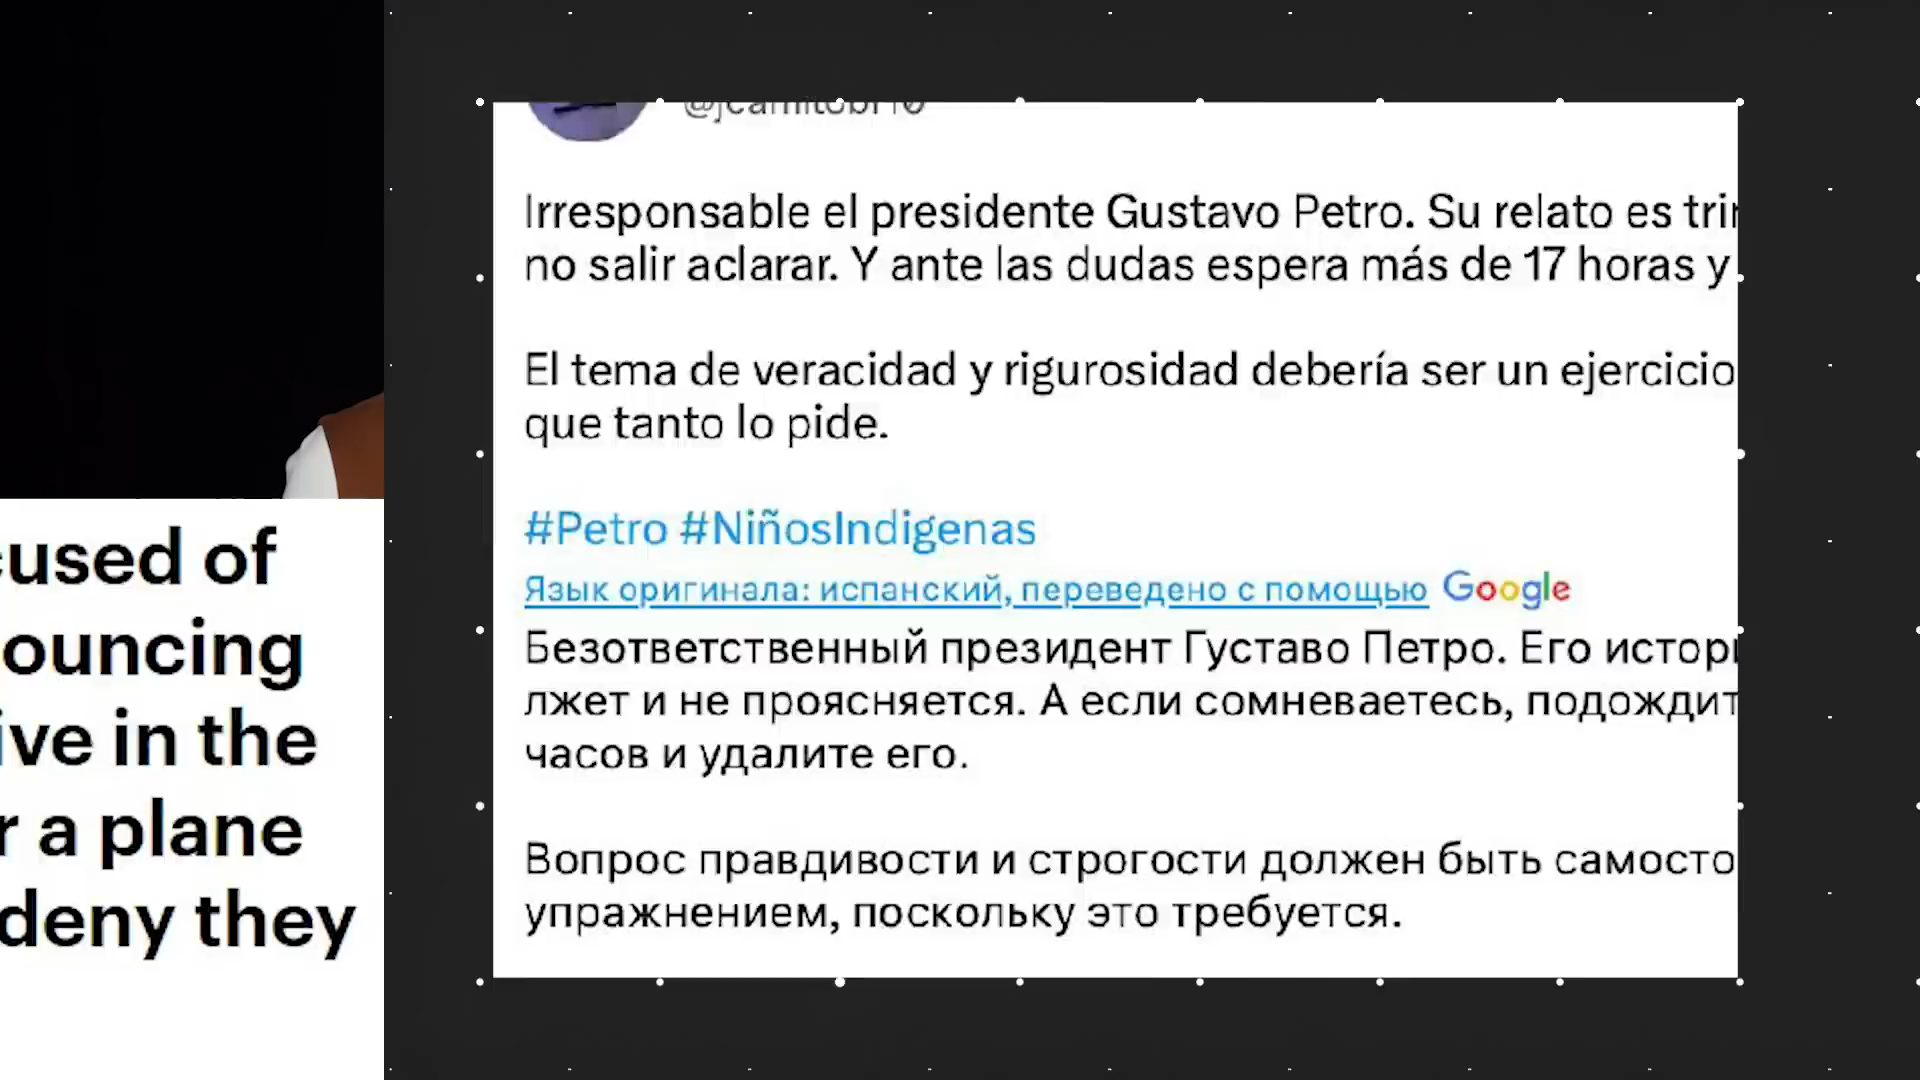 used of
ouncing
ive in the
r a plane
deny they
Irresponsable el presidente Gustavo Petro. Su relato es
no salir aclarar. Y ante las dudas espera más de 17 horas y
El tema de veracidad y rigurosidad debería ser un ejercicio
que tanto lo pide.
#Petro #NiñosIndigenas
Язык оригинала: испанский, переведено с помощью Google
Безответственный президент Густаво Петро. Его истор
лжет и не проясняется. А если сомневаетесь, подождит
часов и удалите его.
Вопрос правдивости и строгости должен быть самосто
упражнением, поскольку это требуется.